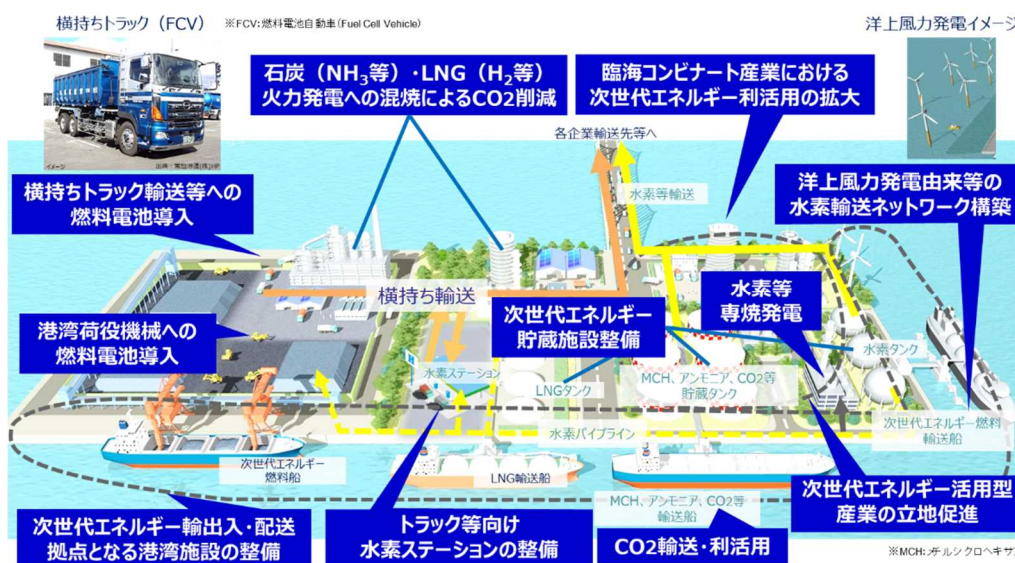 横持ちトラック（FCV） ※FCV：燃料電池自動車（Fuel Cell Vehicle）
洋上風力発電イメージ
石炭（NH3等）・LNG（H2等）
火力発電への混焼によるCO2削減
臨海コンビナート産業における
次世代エネルギー利活用の拡大
各企業輸送先等へ
イメージ
横持ちトラック輸送等への
燃料電池導入
水素等輸送
洋上風力発電由来等の
水素輸送ネットワーク構築
横持ち輸送
次世代エネルギー
貯蔵施設整備
水素等
専焼発電
港湾荷役機械への
燃料電池導入
水素ステーション
水素タンク
LNGタンク
MCH、アンモニア、CO2等
貯蔵タンク
水素パイプライン
次世代エネルギー燃料
輸送船
次世代エネルギー
燃料船
LNG輸送船
MCH、アンモニア、CO2等
輸送船
次世代エネルギー活用型
産業の立地促進
次世代エネルギー輸出入・配送
拠点となる港湾施設の整備
トラック等向け
水素ステーションの整備
CO2輸送・利活用
※MCH：メチルシクロヘキサン